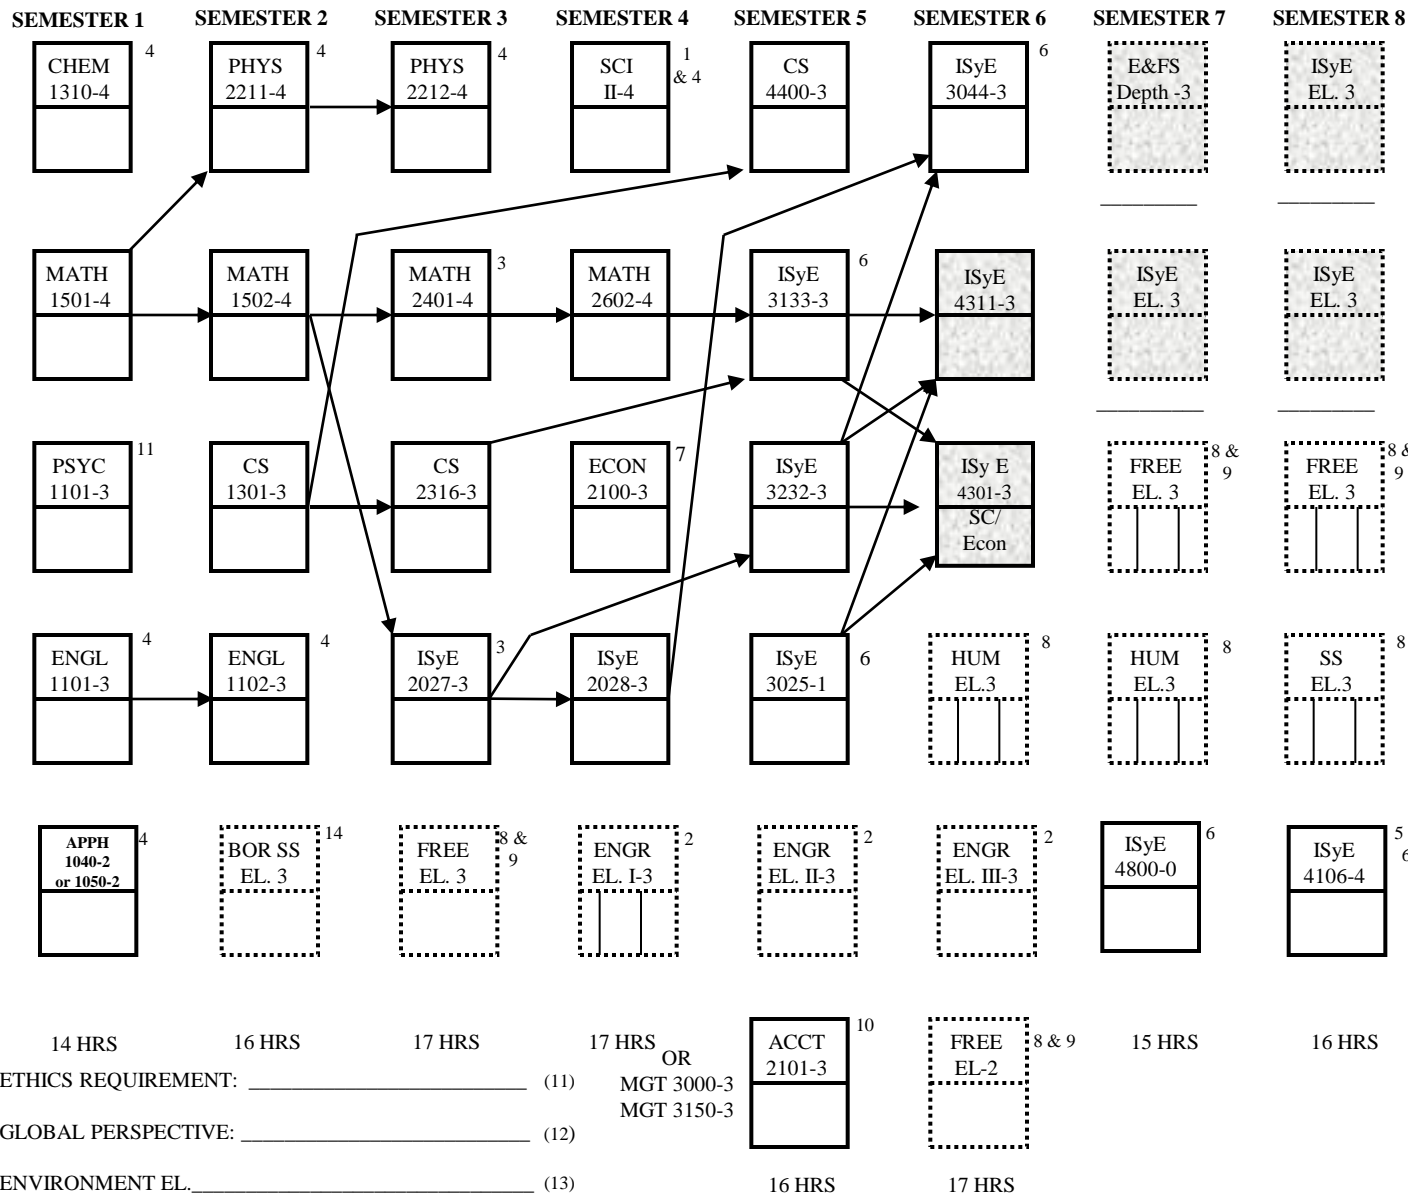 SEMESTER 1
SEMESTER 2
SEMESTER 3
SEMESTER 4
SEMESTER 5
SEMESTER 6
SEMESTER 7
SEMESTER 8
CHEM
1310-4
4
PHYS
2211-4
4
PHYS
2212-4
4
SCI
II-4
1
& 4
CS
4400-3
ISyE
3044-3
6
E&FS
Depth -3
ISyE
EL. 3
MATH
1501-4
MATH
1502-4
MATH
2401-4
3
MATH
2602-4
ISyE
3133-3
6
ISyE
4311-3
ISyE
EL. 3
ISyE
EL. 3
PSYC
1101-3
11
CS
1301-3
CS
2316-3
ECON
2100-3
7
ISyE
3232-3
ISy E
4301-3
SC/
Econ
FREE
EL. 3
8 &
9
FREE
EL. 3
8 &
9
ENGL
1101-3
4
ENGL
1102-3
4
ISyE
2027-3
3
ISyE
2028-3
ISyE
3025-1
6
HUM
EL.3
8
HUM
EL.3
8
SS
EL.3
8
APPH
1040-2
or 1050-2
4
BOR SS
EL. 3
14
FREE
EL. 3
8 &
9
ENGR
EL. I-3
2
ENGR
EL. II-3
2
ENGR
EL. III-3
2
ISyE
4800-0
6
ISyE
4106-4
5
6
14 HRS
16 HRS
17 HRS
17 HRS
OR
MGT 3000-3
MGT 3150-3
ACCT
2101-3
10
FREE
EL-2
8 & 9
15 HRS
16 HRS
ETHICS REQUIREMENT: __________________________ (11)
GLOBAL PERSPECTIVE: ___________________________ (12)
ENVIRONMENT EL.________________________________ (13)
16 HRS
17 HRS